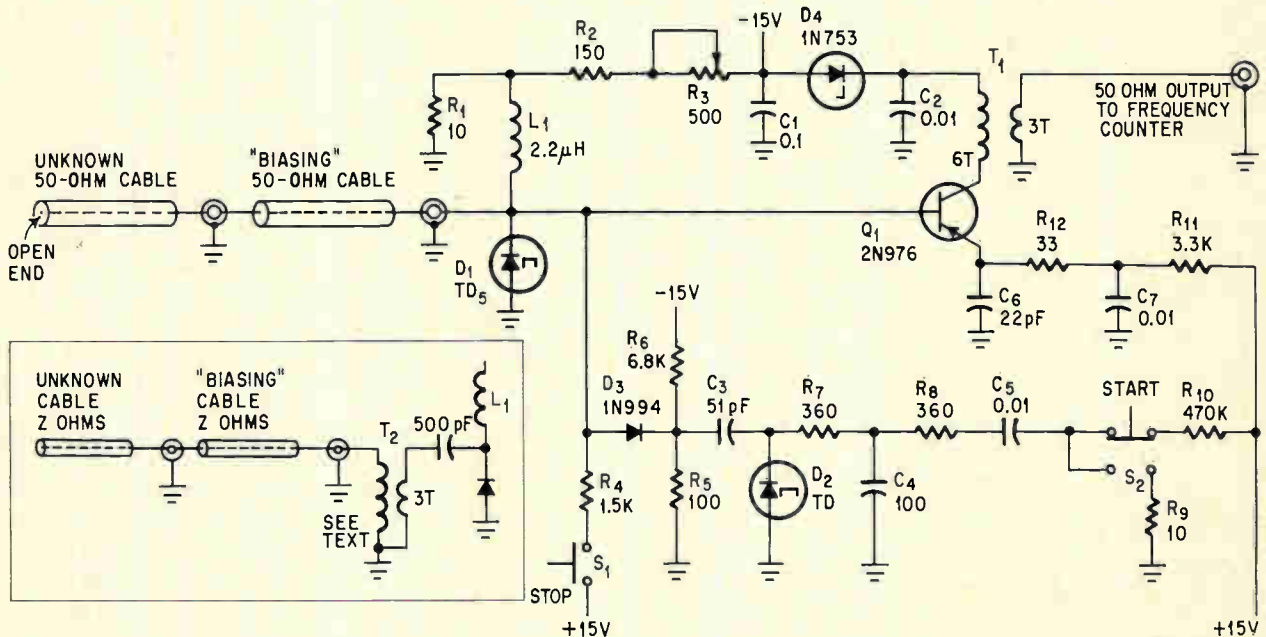 -15V
D4
1N753
R2
150
R3
500
C1
0.1
C2
0.01
T1
6T
3T
50 OHM OUTPUT
TO FREQUENCY
COUNTER
R1
10
L1
2.2μH
UNKNOWN
50-OHM CABLE
"BIASING"
50-OHM CABLE
OPEN
END
D1
TD5
Q1
2N976
R12
33
R11
3.3K
C6
22pF
C7
0.01
-15V
R6
6.8K
D3
1N994
C3
51pF
R7
360
R8
360
C5
0.01
START
R10
470K
R4
1.5K
R5
100
D2
TD
C4
100
S2
R9
10
S1
STOP
+15V
+15V
UNKNOWN
CABLE
Z OHMS
"BIASING"
CABLE
Z OHMS
T2
500pF
L1
3T
SEE
TEXT